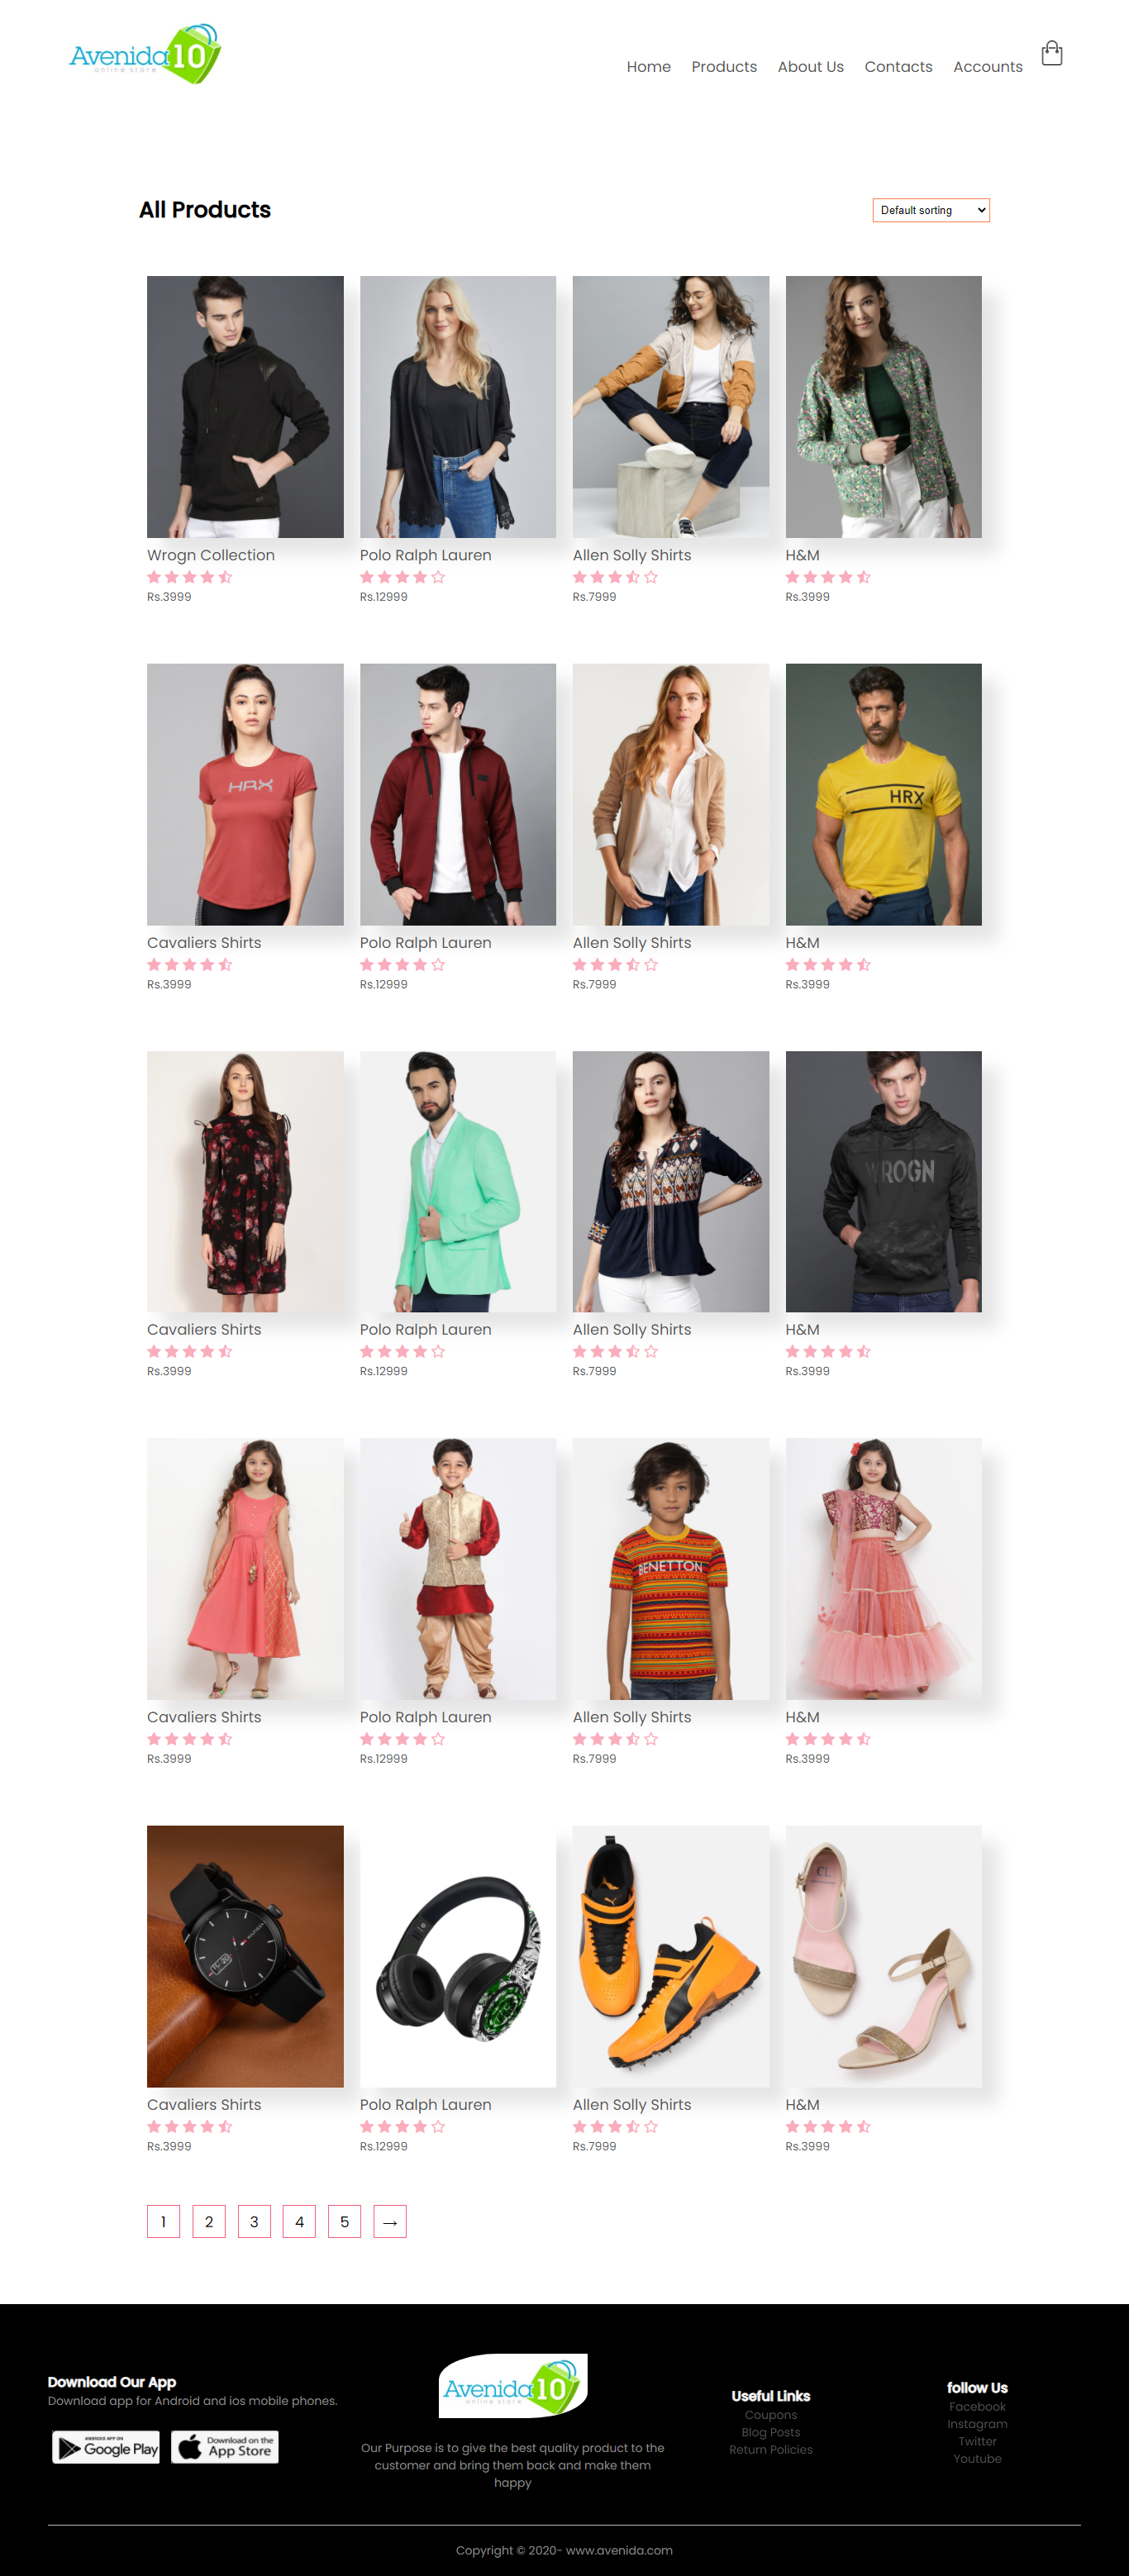 Avenida10
online store
Home Products About Us Contacts Accounts
All Products
Default sorting
Wrogn Collection
Rs.3999
Polo Ralph Lauren
Rs.12999
Allen Solly Shirts
Rs.7999
H&M
Rs.3999
HRX
HRX
Cavaliers Shirts
Rs.3999
Polo Ralph Lauren
Rs.12999
Allen Solly Shirts
Rs.7999
H&M
Rs.3999
WROGN
Cavaliers Shirts
Rs.3999
Polo Ralph Lauren
Rs.12999
Allen Solly Shirts
Rs.7999
H&M
Rs.3999
BENETTON
Cavaliers Shirts
Rs.3999
Polo Ralph Lauren
Rs.12999
Allen Solly Shirts
Rs.7999
H&M
Rs.3999
CL
Cavaliers Shirts
Rs.3999
Polo Ralph Lauren
Rs.12999
Allen Solly Shirts
Rs.7999
H&M
Rs.3999
1 2 3 4 5 →
Download Our App
Download app for Android and ios mobile phones.
ANDROID APP ON
Google Play
Download on the
App Store
Avenida10
online store
Our Purpose is to give the best quality product to the
customer and bring them back and make them
happy
Useful Links
Coupons
Blog Posts
Return Policies
follow Us
Facebook
Instagram
Twitter
Youtube
Copyright © 2020- www.avenida.com